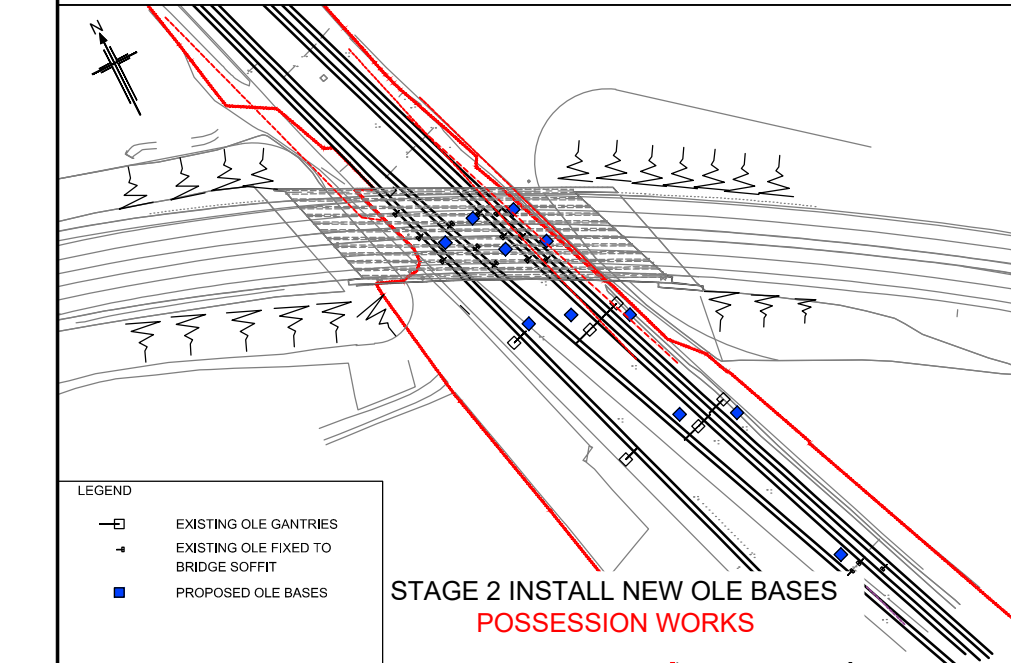 N
LEGEND
EXISTING OLE GANTRIES
EXISTING OLE FIXED TO
BRIDGE SOFFIT
PROPOSED OLE BASES
STAGE 2 INSTALL NEW OLE BASES
POSSESSION WORKS